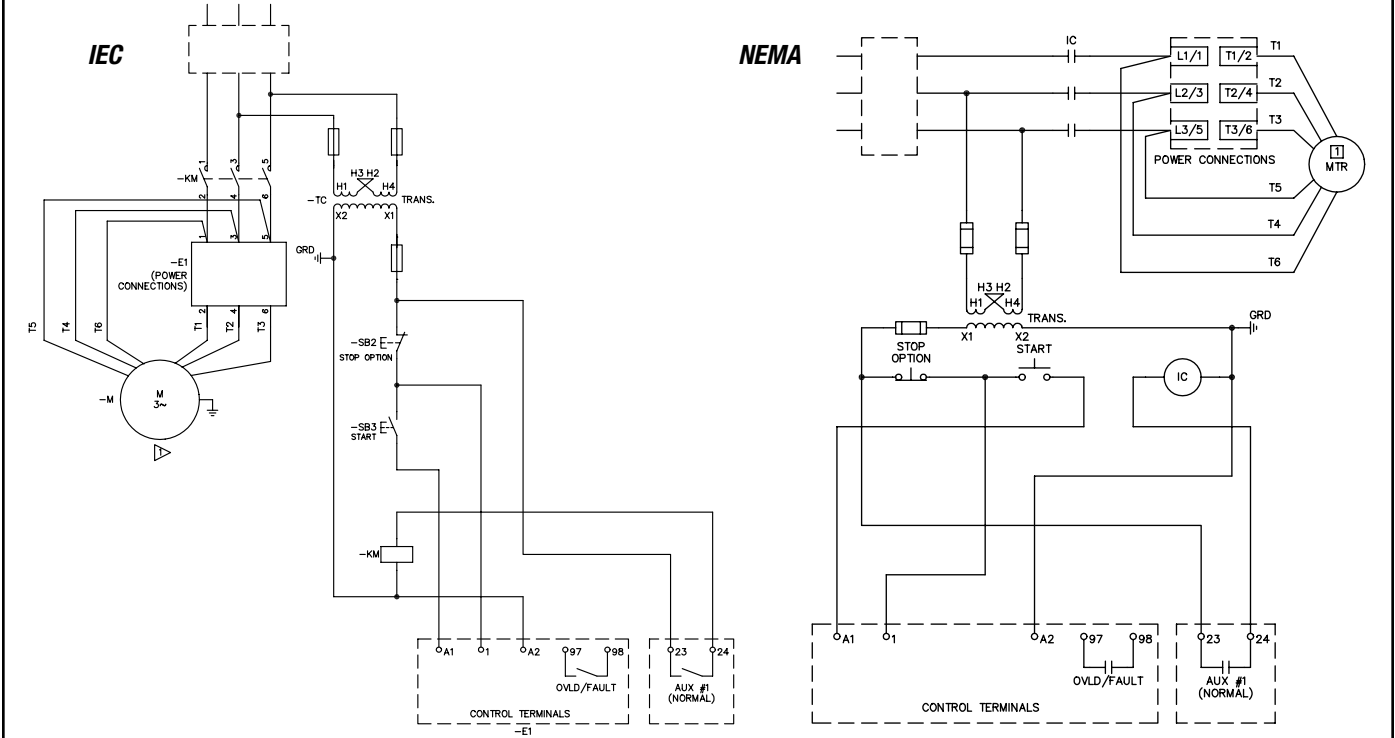 IEC
1
3
5
-KM
2
4
6
1
3
5
-E1
(POWER
CONNECTIONS)
2
4
6
T5
T4
T6
T1
T2
T3
M
3~
-M
1
H3 H2
H1
H4
-TC
TRANS.
X2
X1
GRD
-SB2
STOP OPTION
-SB3
START
-KM
A1
1
A2
97
98
OVLD/FAULT
CONTROL TERMINALS
-E1
23
24
AUX #1
(NORMAL)
NEMA
IC
L1/1
T1/2
T1
L2/3
T2/4
T2
L3/5
T3/6
T3
POWER CONNECTIONS
1
MTR
T5
T4
T6
H3 H2
H1
H4
TRANS.
X1
X2
GRD
STOP
OPTION
START
IC
A1
1
A2
97
98
OVLD/FAULT
CONTROL TERMINALS
23
24
AUX #1
(NORMAL)